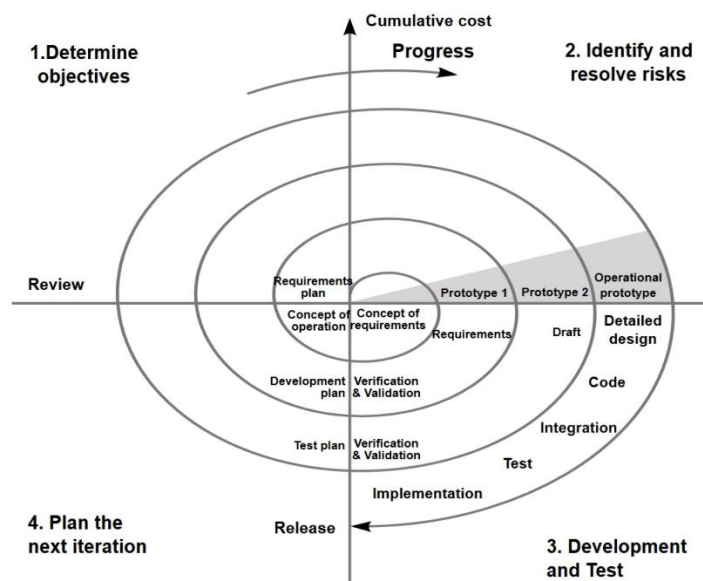 Cumulative cost
1.Determine
objectives
Progress
2. Identify and
resolve risks
Review
Requirements
plan
Prototype 1
Prototype 2
Operational
prototype
Concept of
operation
Concept of
requirements
Requirements
Draft
Detailed
design
Development
plan
Verification
& Validation
Code
Test plan
Verification
& Validation
Integration
Test
Implementation
4. Plan the
next iteration
Release
3. Development
and Test